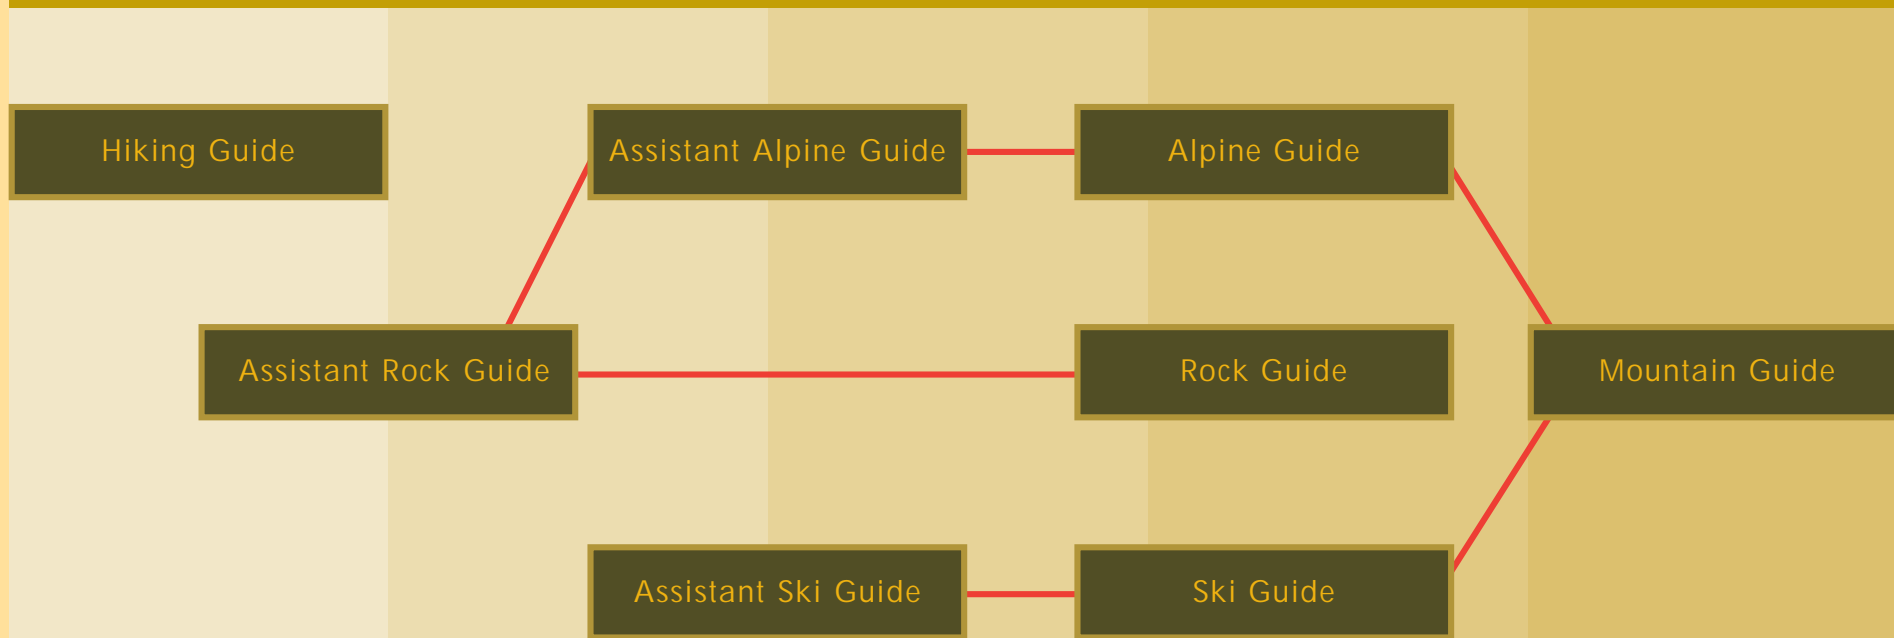 Hiking Guide
Assistant Alpine Guide
Alpine Guide
Assistant Rock Guide
Rock Guide
Mountain Guide
Assistant Ski Guide
Ski Guide